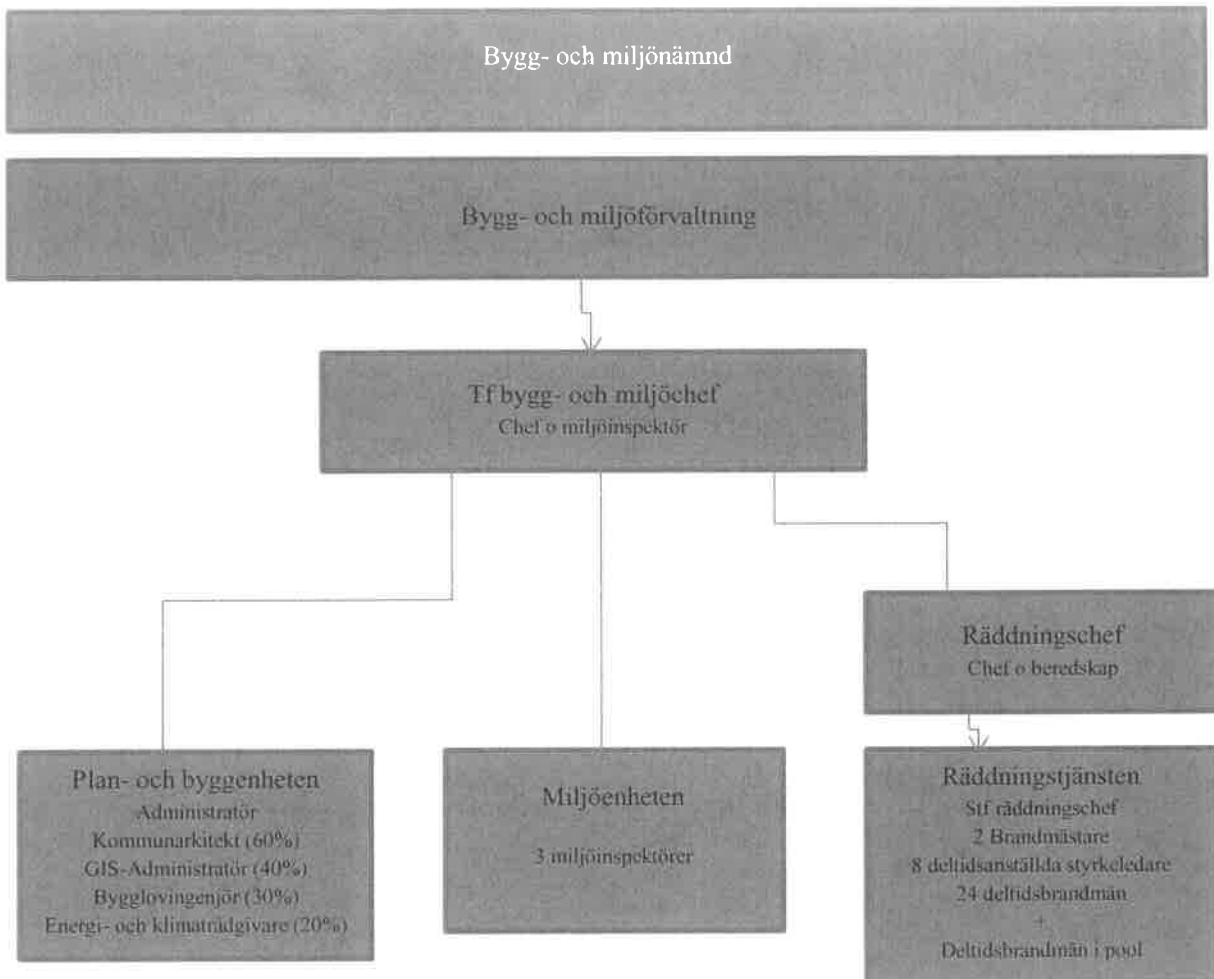 Bygg- och miljönämnd
Bygg- och miljöförvaltning
Tf bygg- och miljöchef
Chef o miljöinspektör
Räddningschef
Chef o beredskap
Plan- och byggenheten
Administratör
Kommunarkitekt (60%)
GIS-Administratör (40%)
Bygglovingenjör (30%)
Energi- och klimatrådgivare (20%)
Miljöenheten
3 miljöinspektörer
Räddningstjänsten
Stf räddningschef
2 Brandmästare
8 deltidsanställda styrkeledare
24 deltidsbrandmän
+
Deltidsbrandmän i pool